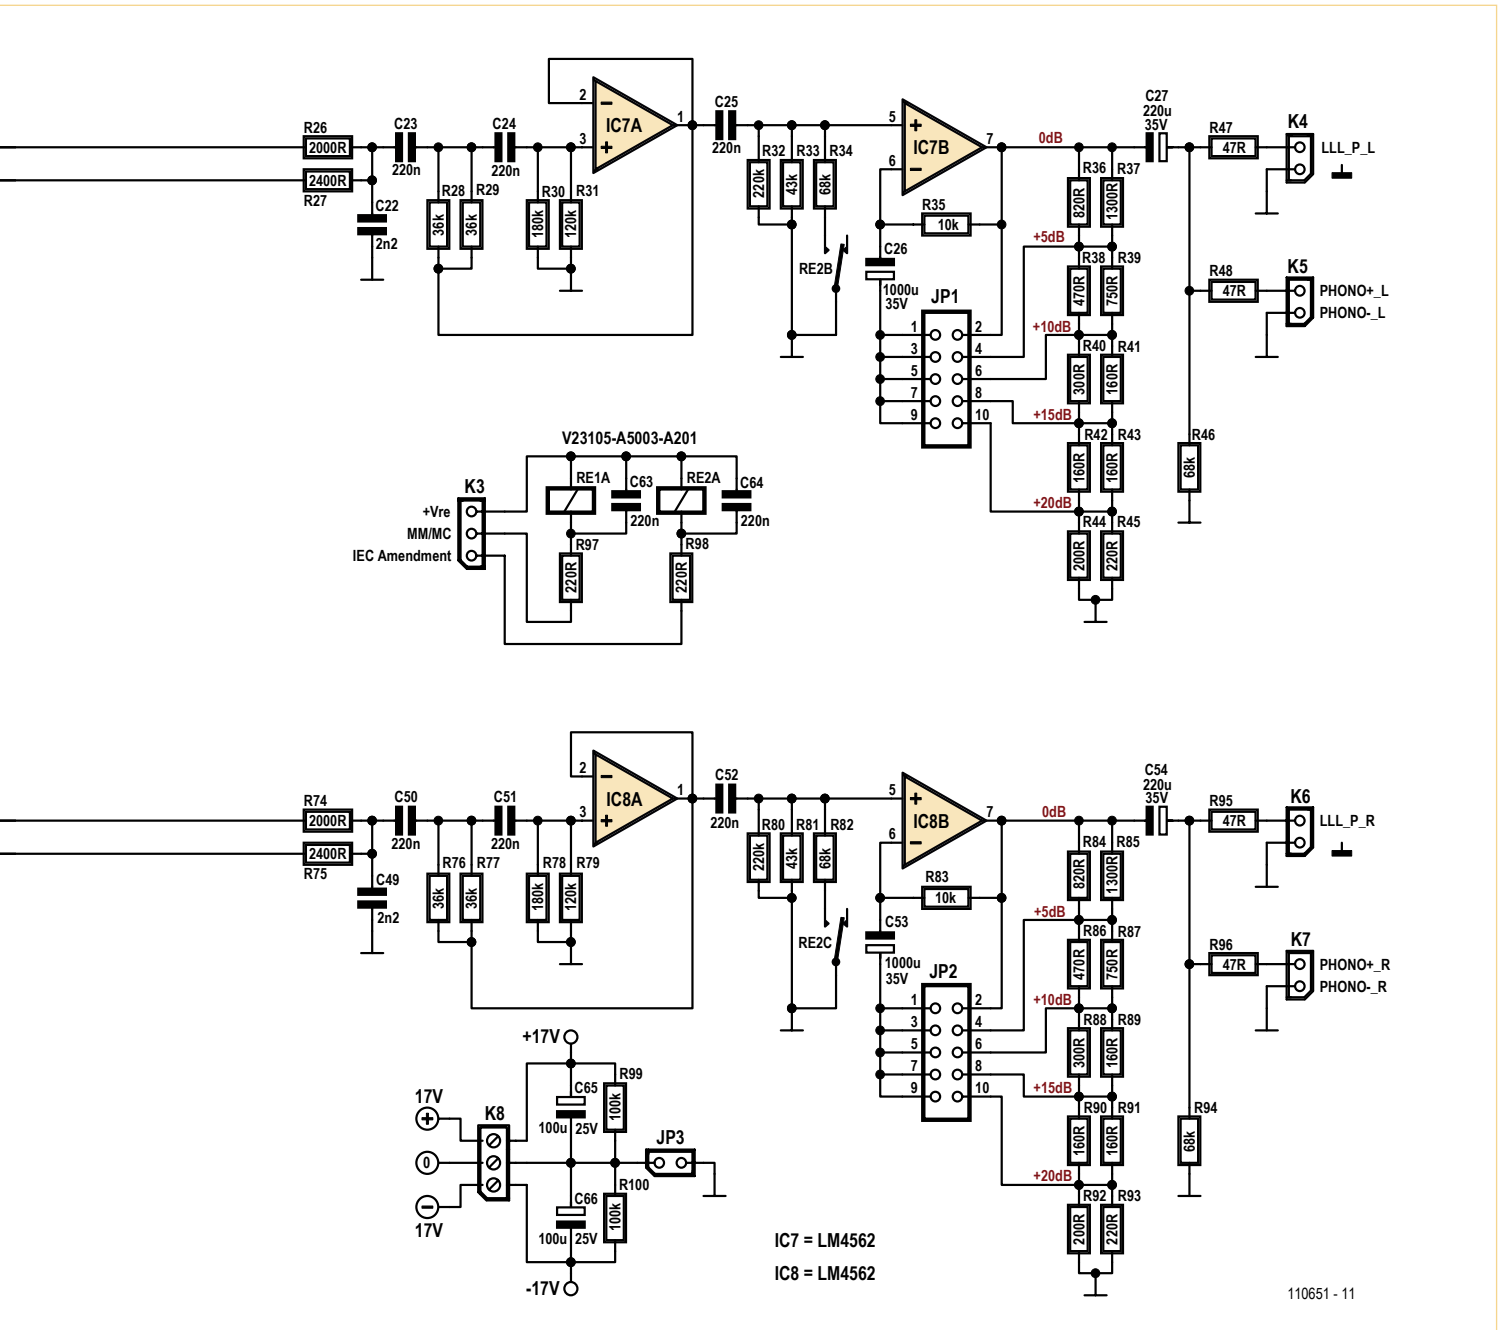 R26
2000R
2400R
R27
C23
220n
C24
220n
C22
2n2
R28
R29
36k
36k
R30
R31
180k
120k
2
3
1
IC7A
C25
220n
R32
R33
R34
220k
43k
68k
RE2B
5
6
7
IC7B
R35
10k
C26
1000u
35V
JP1
1
2
3
4
5
6
7
8
9
10
0dB
+5dB
+10dB
+15dB
+20dB
R36
R37
820R
1300R
R38
R39
470R
750R
R40
R41
300R
160R
R42
R43
160R
160R
R44
R45
200R
220R
C27
220u
35V
R46
68k
R47
47R
K4
LLL_P_L
R48
47R
K5
PHONO+_L
PHONO-_L
V23105-A5003-A201
K3
+Vre
MM/MC
IEC Amendment
RE1A
C63
220n
RE2A
C64
220n
R97
220R
R98
220R
R74
2000R
2400R
R75
C50
220n
C51
220n
C49
2n2
R76
R77
36k
36k
R78
R79
180k
120k
2
3
1
IC8A
C52
220n
R80
R81
R82
220k
43k
68k
RE2C
5
6
7
IC8B
R83
10k
C53
1000u
35V
JP2
1
2
3
4
5
6
7
8
9
10
0dB
+5dB
+10dB
+15dB
+20dB
R84
R85
820R
1300R
R86
R87
470R
750R
R88
R89
300R
160R
R90
R91
160R
160R
R92
R93
200R
220R
C54
220u
35V
R94
68k
R95
47R
K6
LLL_P_R
R96
47R
K7
PHONO+_R
PHONO-_R
+17V
17V
+
0
−
17V
K8
C65
100u 25V
R99
100k
JP3
C66
100u 25V
R100
100k
-17V
IC7 = LM4562
IC8 = LM4562
110651 - 11